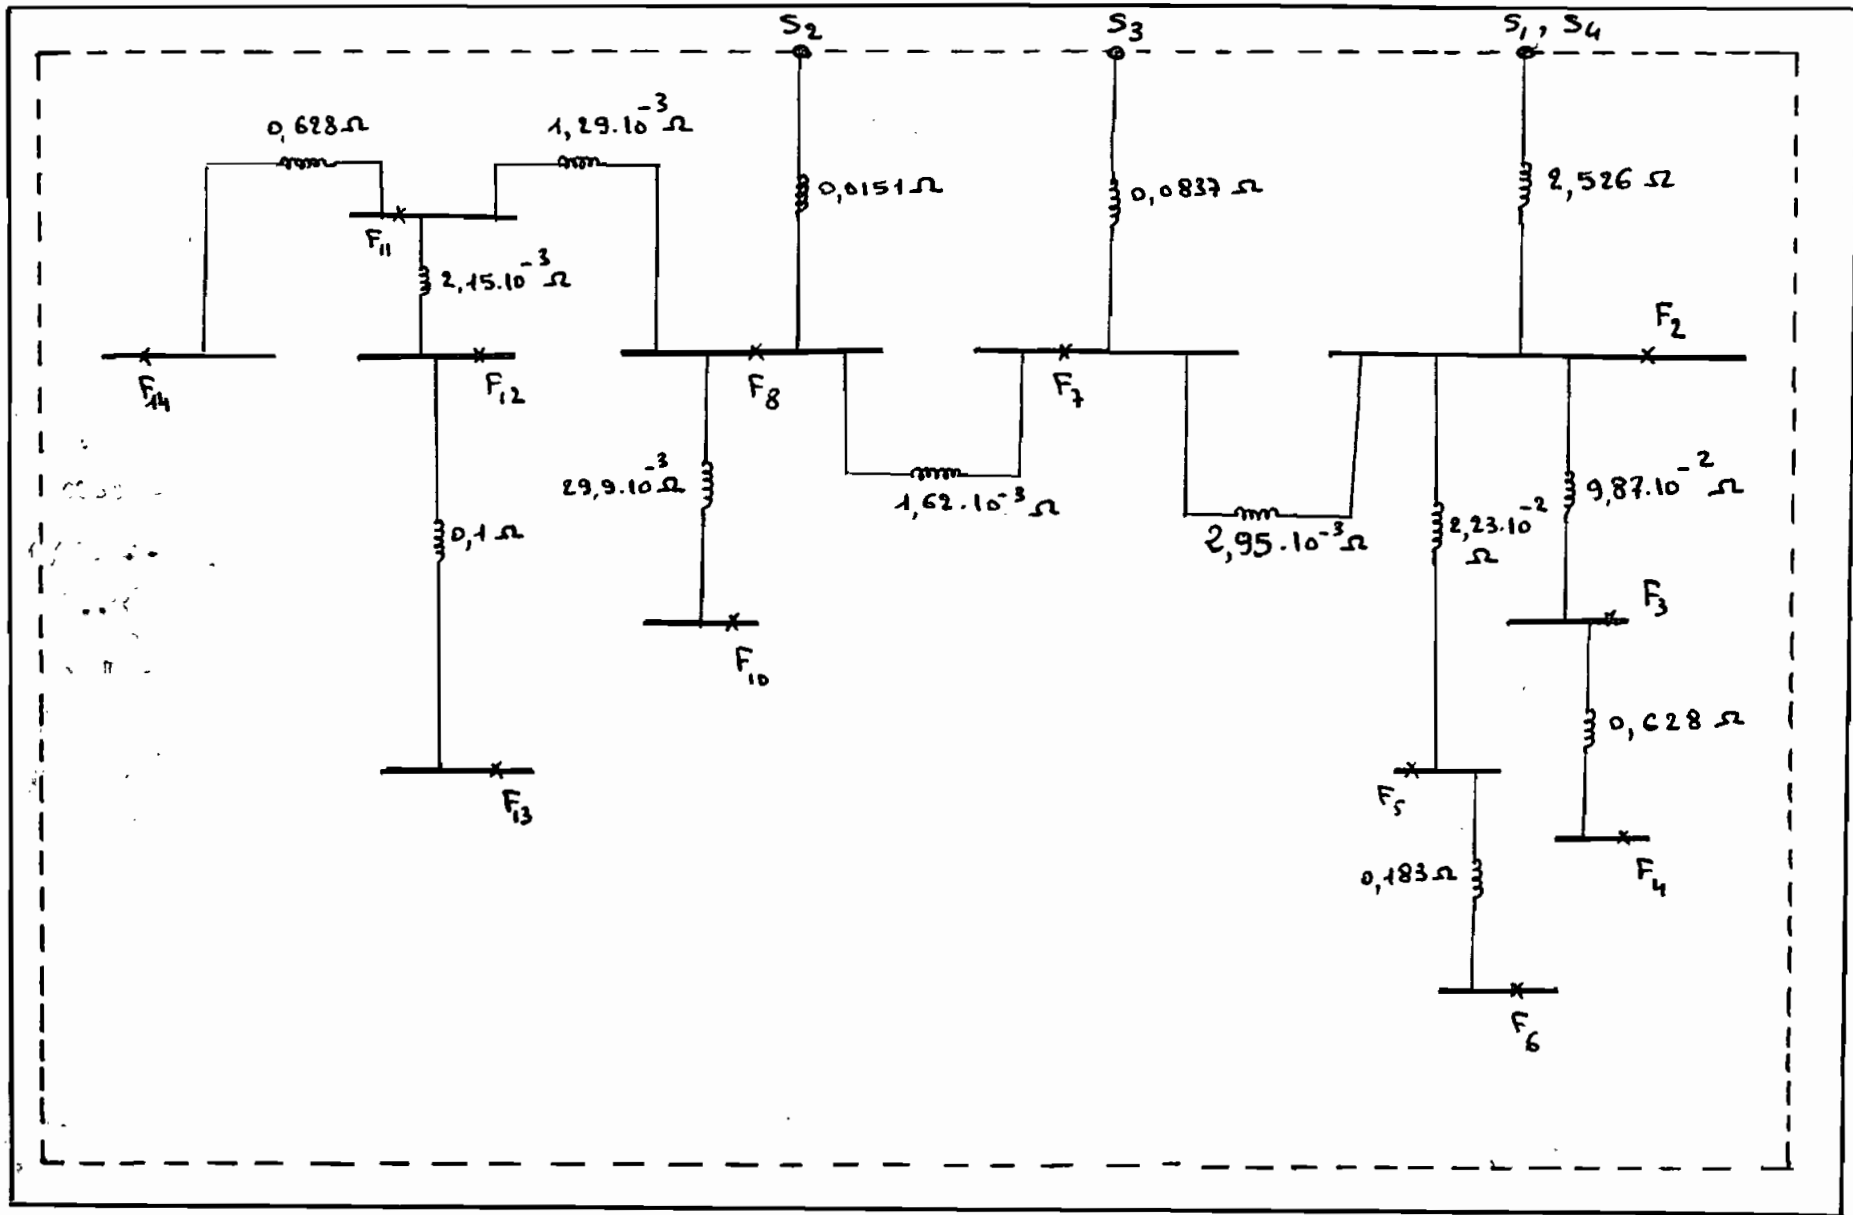 S2
S3
S1, S4
0,628 Ω
1,29.10⁻³ Ω
0,0151 Ω
0,0837 Ω
2,526 Ω
F11
2,15.10⁻³ Ω
F2
F14
F12
F8
F7
29,9.10⁻³ Ω
1,62.10⁻³ Ω
2,95.10⁻³ Ω
2,23.10⁻²
Ω
9,87.10⁻² Ω
0,1 Ω
F3
F10
0,628 Ω
F13
F5
0,183 Ω
F4
F6